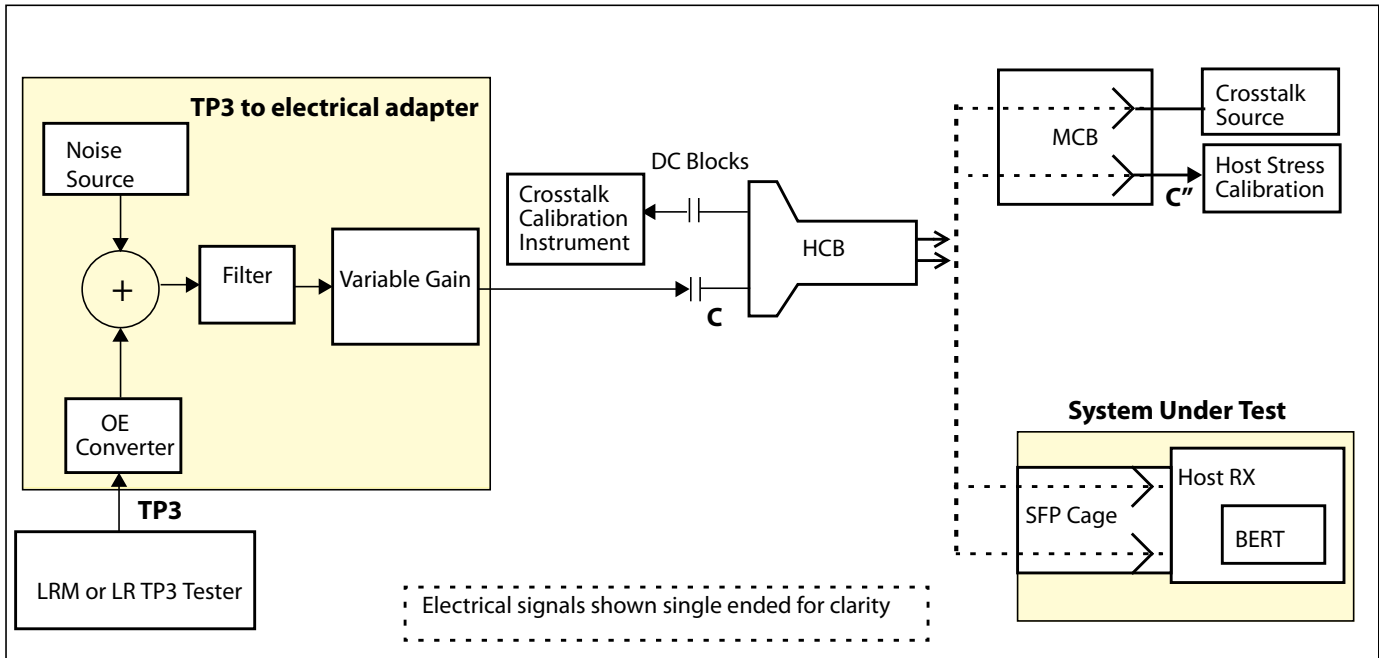 TP3 to electrical adapter
Noise
Source
+
Filter
Variable Gain
OE
Converter
TP3
LRM or LR TP3 Tester
DC Blocks
Crosstalk
Calibration
Instrument
C
HCB
MCB
Crosstalk
Source
Host Stress
Calibration
C”
System Under Test
SFP Cage
Host RX
BERT
Electrical signals shown single ended for clarity